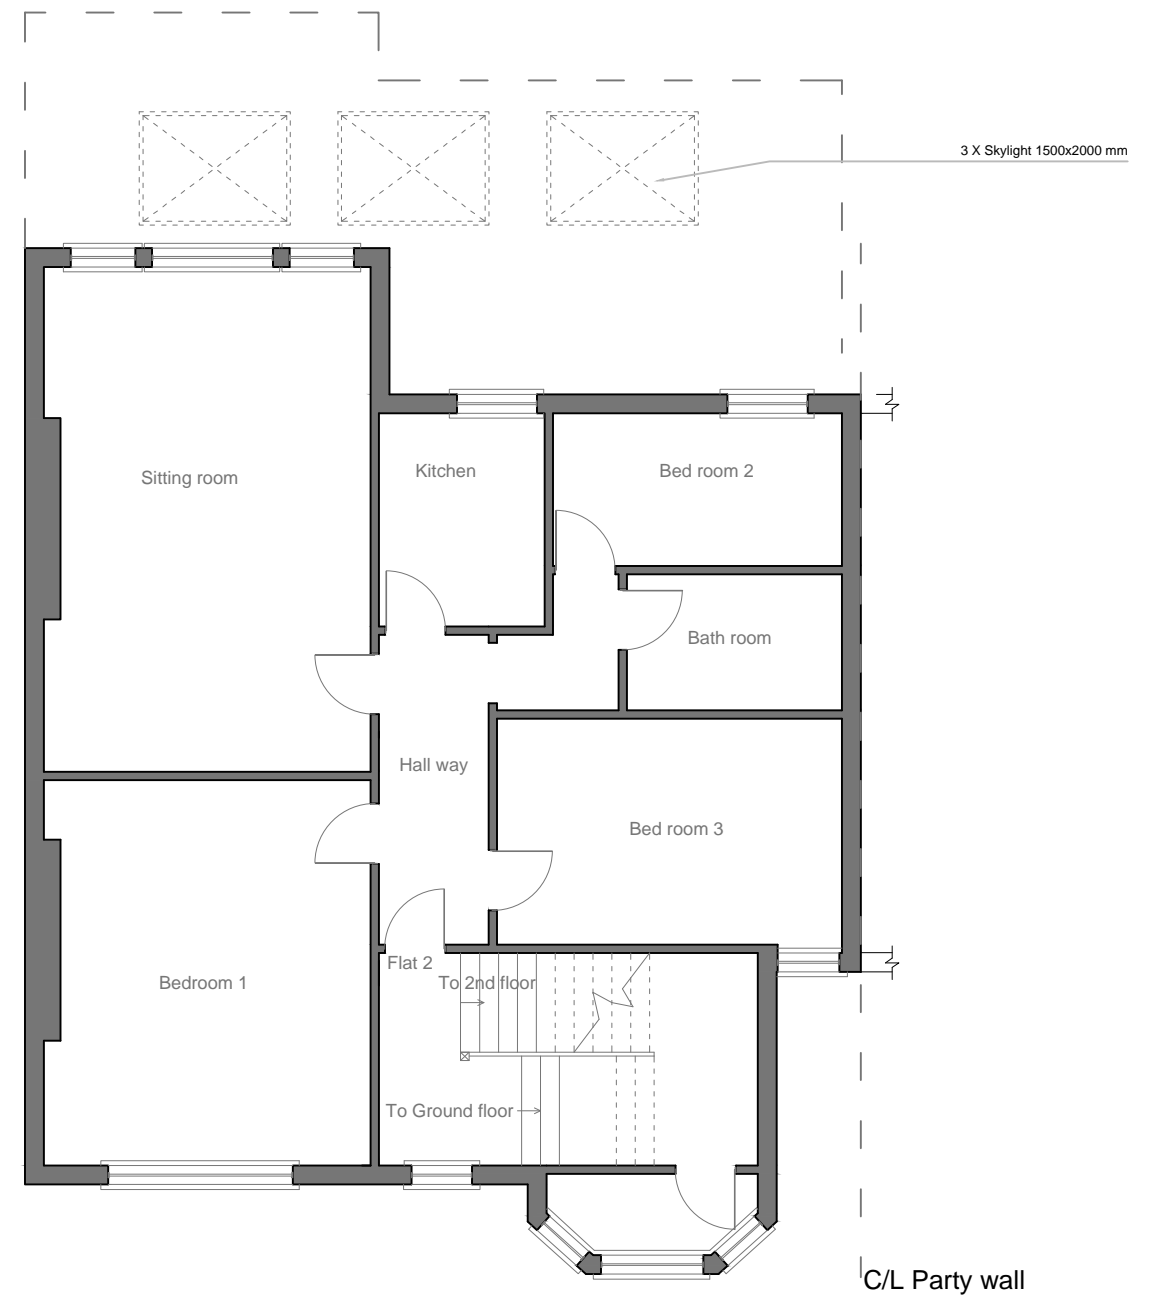 3 X Skylight 1500x2000 mm
Kitchen
Bed room 2
Sitting room
Bath room
Hall way
Bed room 3
Flat 2
Bedroom 1
To 2nd floor
To Ground floor
C/L Party wall